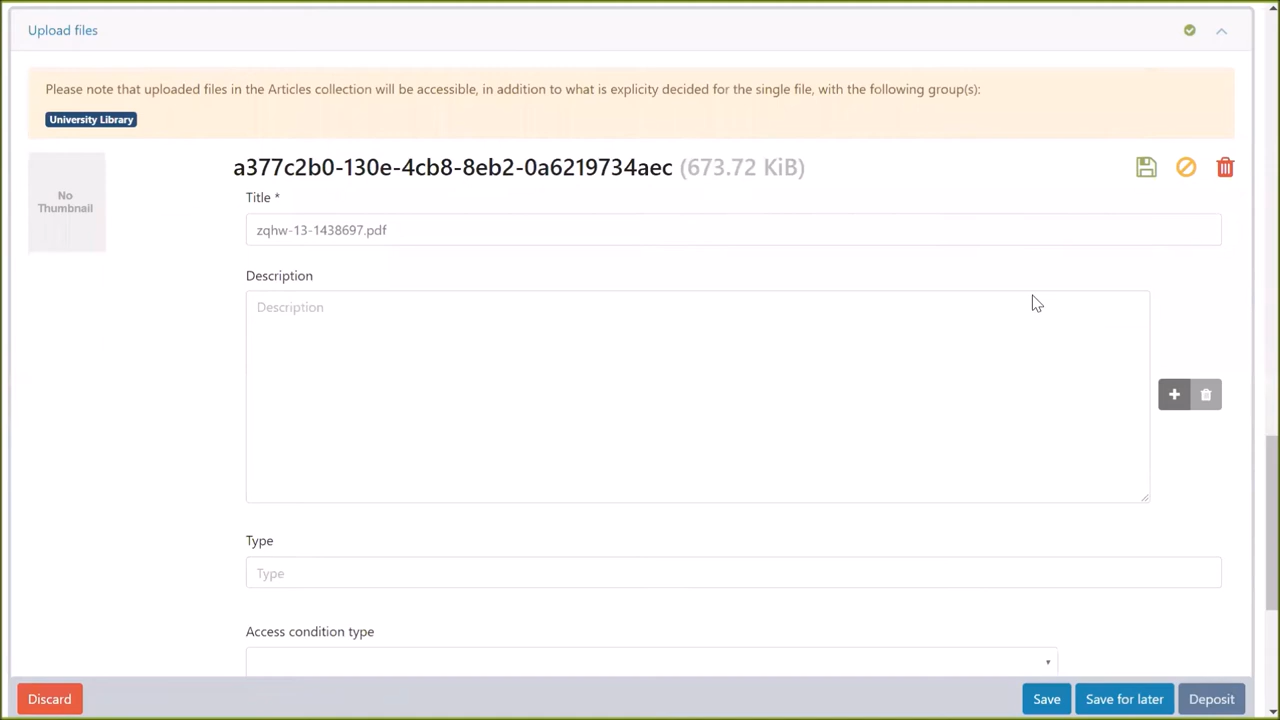 Upload files
Please note that uploaded files in the Articles collection will be accessible, in addition to what is explicity decided for the single file, with the following group(s):
University Library
No
Thumbnail
a377c2b0-130e-4cb8-8eb2-0a6219734aec (673.72 KiB)
Title *
zqhw-13-1438697.pdf
Description
Description
Type
Type
Access condition type
Discard
Save
Save for later
Deposit